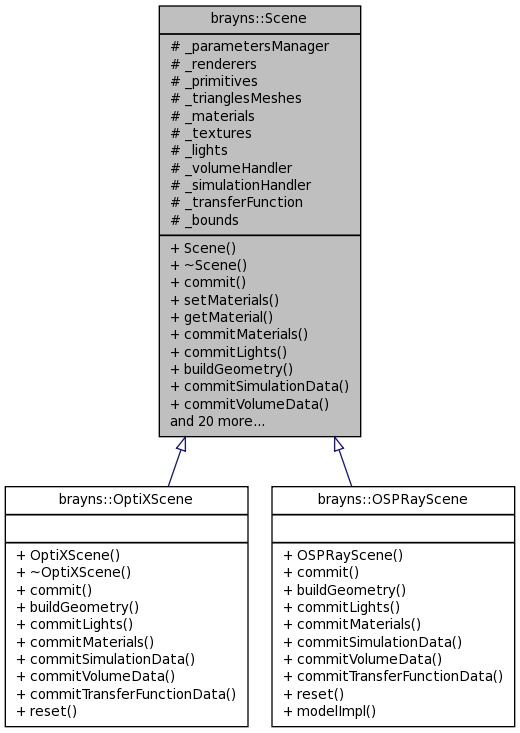 brayns::Scene
# _parametersManager
# _renderers
# _primitives
# _trianglesMeshes
# _materials
# _textures
# _lights
# _volumeHandler
# _simulationHandler
# _transferFunction
# _bounds
+ Scene()
+ ~Scene()
+ commit()
+ setMaterials()
+ getMaterial()
+ commitMaterials()
+ commitLights()
+ buildGeometry()
+ commitSimulationData()
+ commitVolumeData()
and 20 more...
brayns::OptiXScene
+ OptiXScene()
+ ~OptiXScene()
+ commit()
+ buildGeometry()
+ commitLights()
+ commitMaterials()
+ commitSimulationData()
+ commitVolumeData()
+ commitTransferFunctionData()
+ reset()
brayns::OSPRayScene
+ OSPRayScene()
+ commit()
+ buildGeometry()
+ commitLights()
+ commitMaterials()
+ commitSimulationData()
+ commitVolumeData()
+ commitTransferFunctionData()
+ reset()
+ modelImpl()